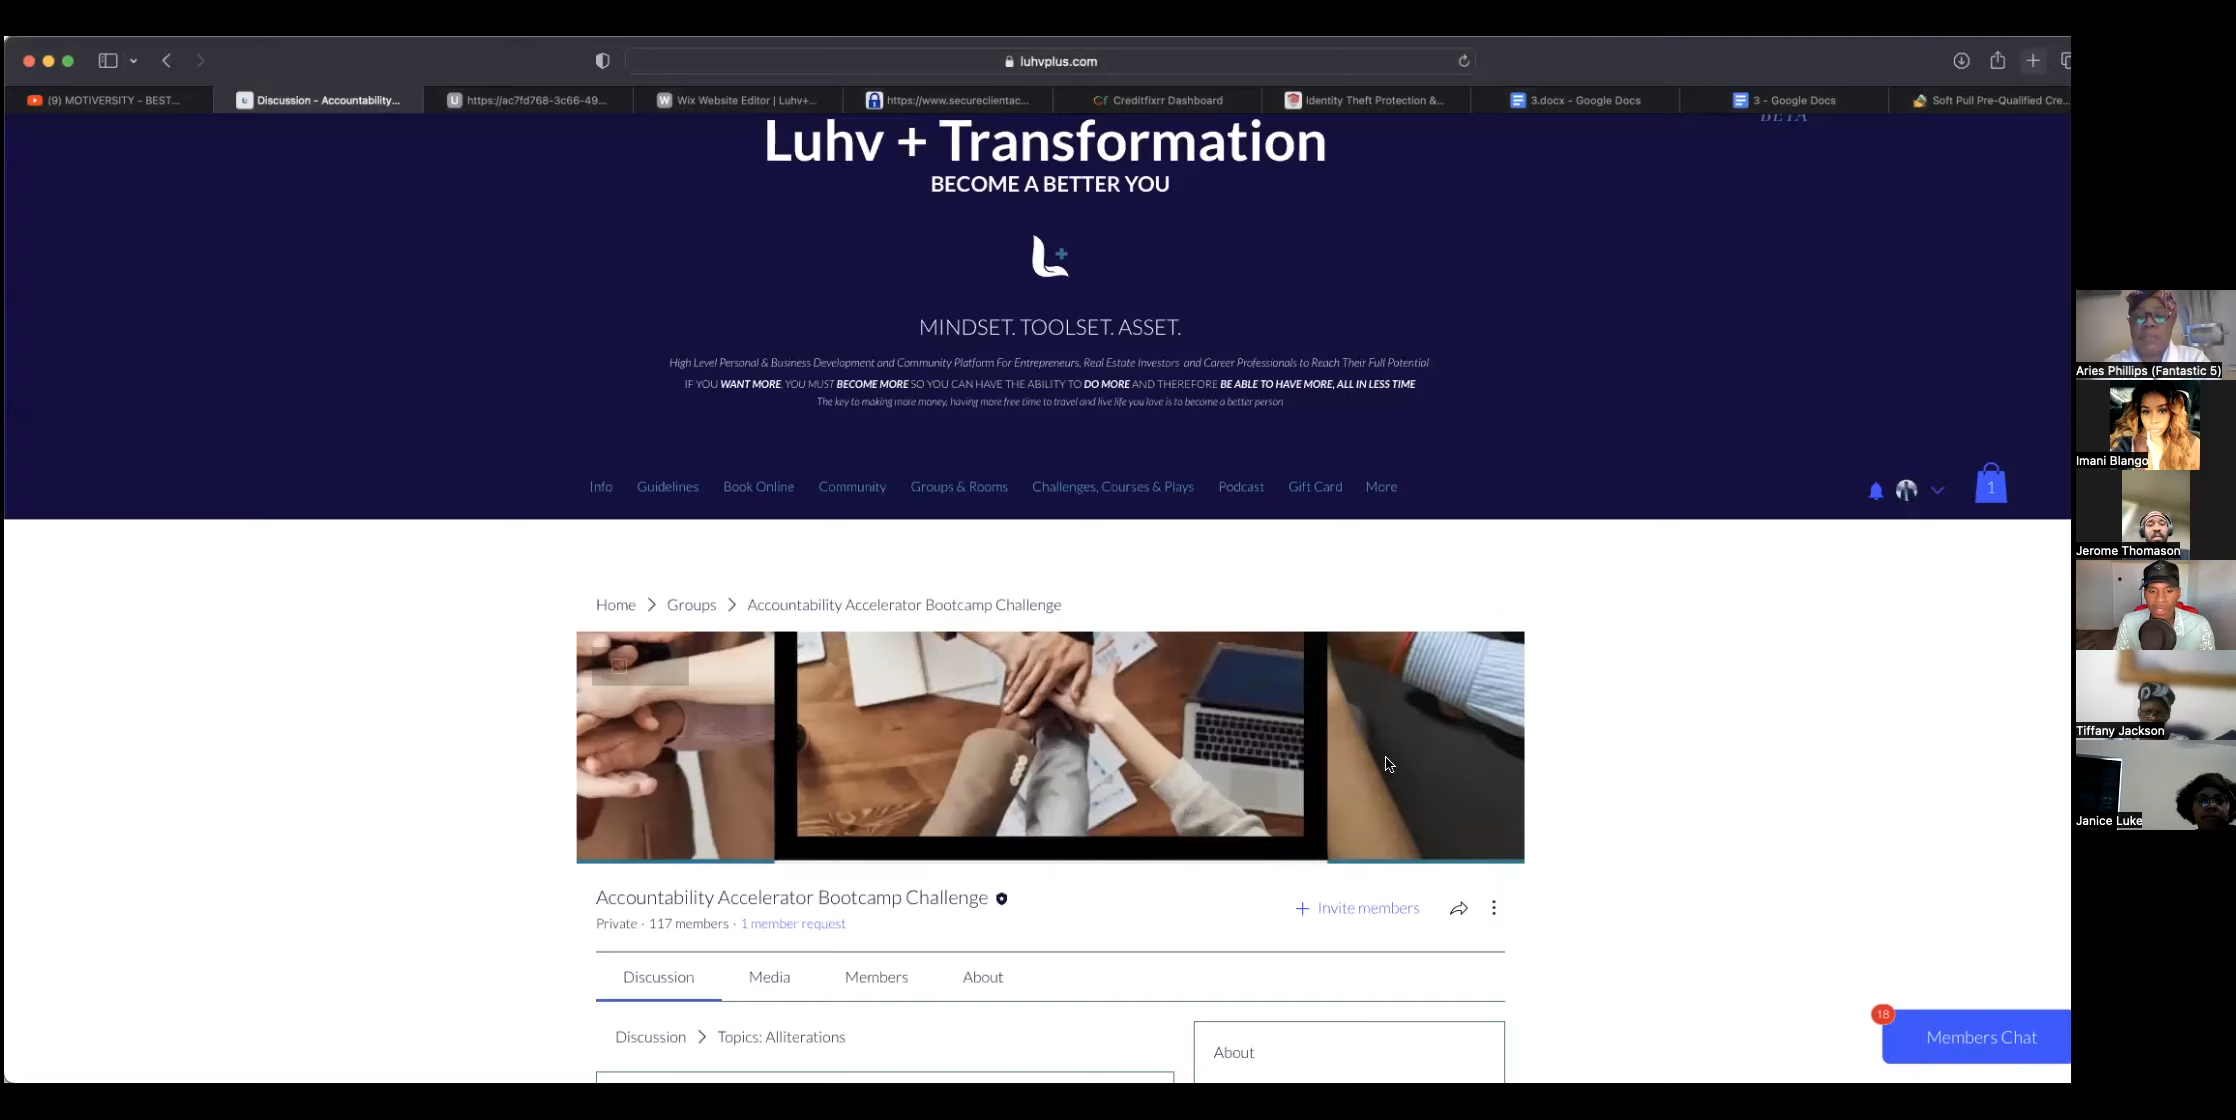 luhvplus.com
(9) MOTIVERSITY - BEST...
Discussion - Accountability...
https://ac7fd768-3c66-49...
Wix Website Editor | Luhv+...
https://www.secureclientac...
Creditfixrr Dashboard
Identity Theft Protection &...
3.docx - Google Docs
3 - Google Docs
Soft Pull Pre-Qualified Cre...
BETA
Luhv + Transformation
BECOME A BETTER YOU
MINDSET. TOOLSET. ASSET.
High Level Personal & Business Development and Community Platform For Entrepreneurs, Real Estate Investors and Career Professionals to Reach Their Full Potential
IF YOU WANT MORE, YOU MUST BECOME MORE SO YOU CAN HAVE THE ABILITY TO DO MORE AND THEREFORE BE ABLE TO HAVE MORE, ALL IN LESS TIME
The key to making more money, having more free time to travel and live life you love is to become a better person
Info Guidelines Book Online Community Groups & Rooms Challenges, Courses & Plays Podcast Gift Card More
1
Home > Groups > Accountability Accelerator Bootcamp Challenge
Accountability Accelerator Bootcamp Challenge
Private · 117 members · 1 member request
+ Invite members
Discussion Media Members About
Discussion > Topics: Alliterations
About
18
Members Chat
Aries Phillips (Fantastic 5)
Imani Blango
Jerome Thomason
Tiffany Jackson
Janice Luke